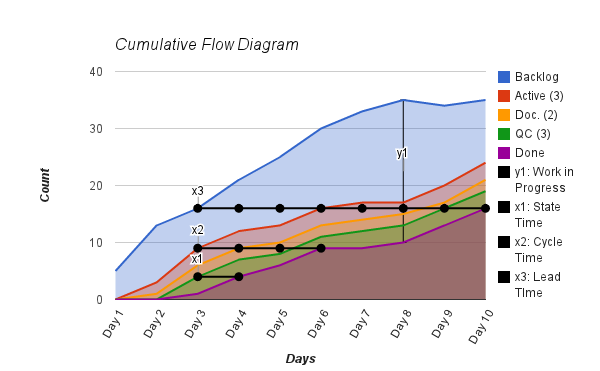 Cumulative Flow Diagram
Count
40
30
20
10
0
x3
x2
x1
y1
Day 1
Day 2
Day 3
Day 4
Day 5
Day 6
Day 7
Day 8
Day 9
Day 10
Days
Backlog
Active (3)
Doc. (2)
QC (3)
Done
y1: Work in
Progress
x1: State
Time
x2: Cycle
Time
x3: Lead
TIme